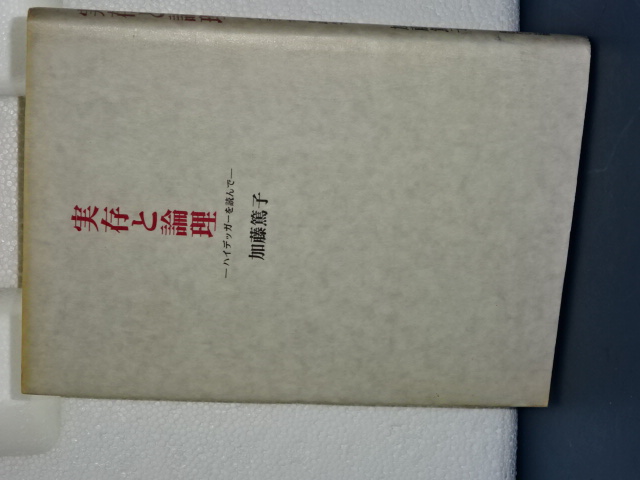 実存と論理
―ハイデッガーを読んで―
加藤篤子